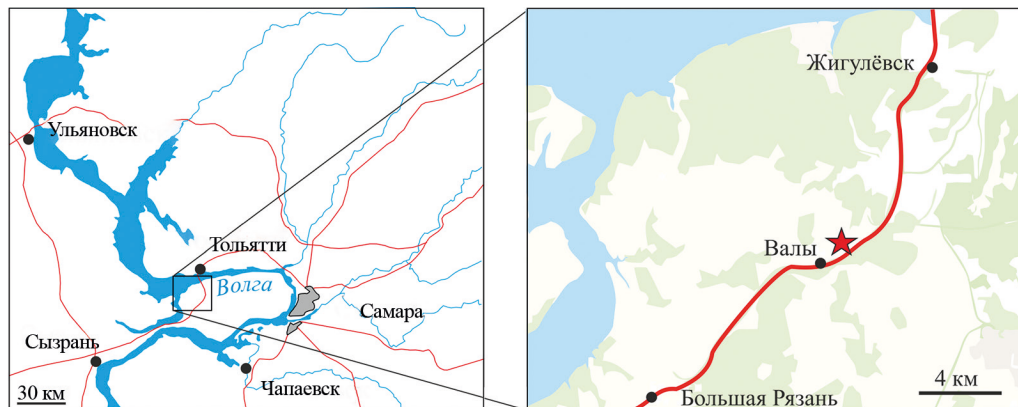 Ульяновск
Тольятти
Волга
Самара
Сызрань
Чапаевск
30 км
Жигулёвск
Валы
4 км
Большая Рязань